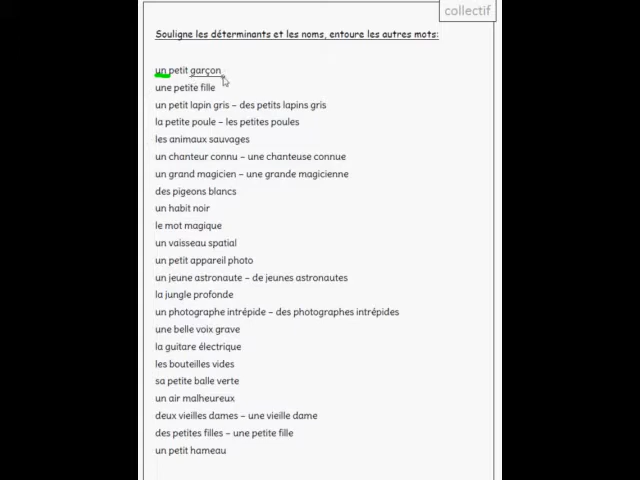 collectif
Souligne les déterminants et les noms, entoure les autres mots:
un petit garçon
une petite fille
un petit lapin gris – des petits lapins gris
la petite poule – les petites poules
les animaux sauvages
un chanteur connu – une chanteuse connue
un grand magicien – une grande magicienne
des pigeons blancs
un habit noir
le mot magique
un vaisseau spatial
un petit appareil photo
un jeune astronaute – de jeunes astronautes
la jungle profonde
un photographe intrépide – des photographes intrépides
une belle voix grave
la guitare électrique
les bouteilles vides
sa petite balle verte
un air malheureux
deux vieilles dames – une vieille dame
des petites filles – une petite fille
un petit hameau